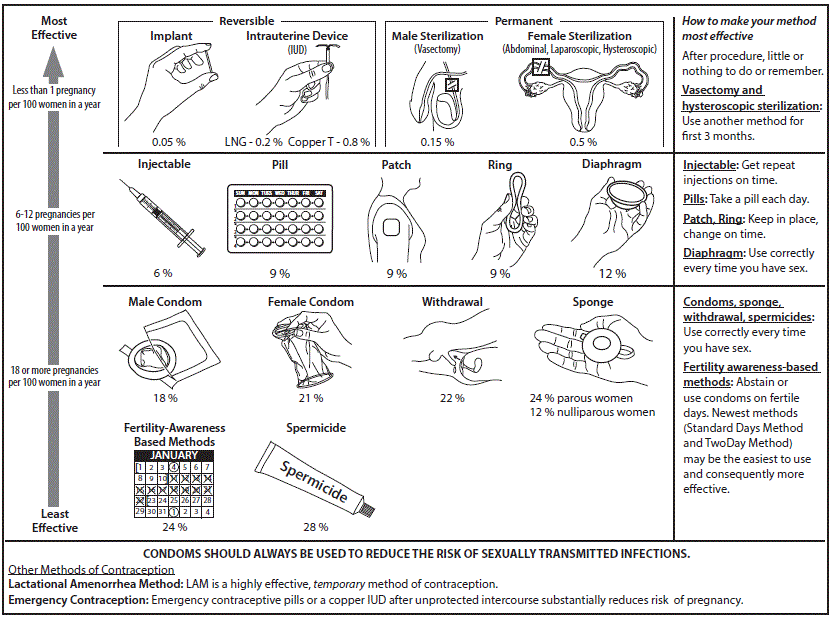 Most
Effective
Less than 1 pregnancy
per 100 women in a year
6-12 pregnancies per
100 women in a year
18 or more pregnancies
per 100 women in a year
Least
Effective
Reversible
Permanent
Implant
0.05 %
Intrauterine Device
(IUD)
LNG - 0.2 % Copper T - 0.8 %
Male Sterilization
(Vasectomy)
0.15 %
Female Sterilization
(Abdominal, Laparoscopic, Hysteroscopic)
0.5 %
How to make your method
most effective
After procedure, little or
nothing to do or remember.
Vasectomy and
hysteroscopic sterilization:
Use another method for
first 3 months.
Injectable
6 %
Pill
SUN MON TUES WED THUR FRI SAT
9 %
Patch
9 %
Ring
9 %
Diaphragm
12 %
Injectable: Get repeat
injections on time.
Pills: Take a pill each day.
Patch, Ring: Keep in place,
change on time.
Diaphragm: Use correctly
every time you have sex.
Male Condom
18 %
Female Condom
21 %
Withdrawal
22 %
Sponge
24 % parous women
12 % nulliparous women
Fertility-Awareness
Based Methods
JANUARY
1 2 3 4 5 6 7
8 9 10 11 12 13 14
15 16 17 18 19 20 21
22 23 24 25 26 27 28
29 30 31 1 2 3 4
24 %
Spermicide
Spermicide
28 %
Condoms, sponge,
withdrawal, spermicides:
Use correctly every time
you have sex.
Fertility awareness-based
methods: Abstain or
use condoms on fertile
days. Newest methods
(Standard Days Method
and TwoDay Method)
may be the easiest to use
and consequently more
effective.
CONDOMS SHOULD ALWAYS BE USED TO REDUCE THE RISK OF SEXUALLY TRANSMITTED INFECTIONS.
Other Methods of Contraception
Lactational Amenorrhea Method: LAM is a highly effective, temporary method of contraception.
Emergency Contraception: Emergency contraceptive pills or a copper IUD after unprotected intercourse substantially reduces risk of pregnancy.